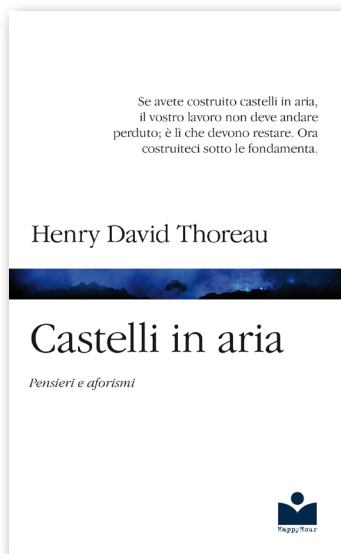 Se avete costruito castelli in aria,
il vostro lavoro non deve andare
perduto; è lì che devono restare. Ora
costruiteci sotto le fondamenta.
Henry David Thoreau
Castelli in aria
Pensieri e aforismi
HappyHour